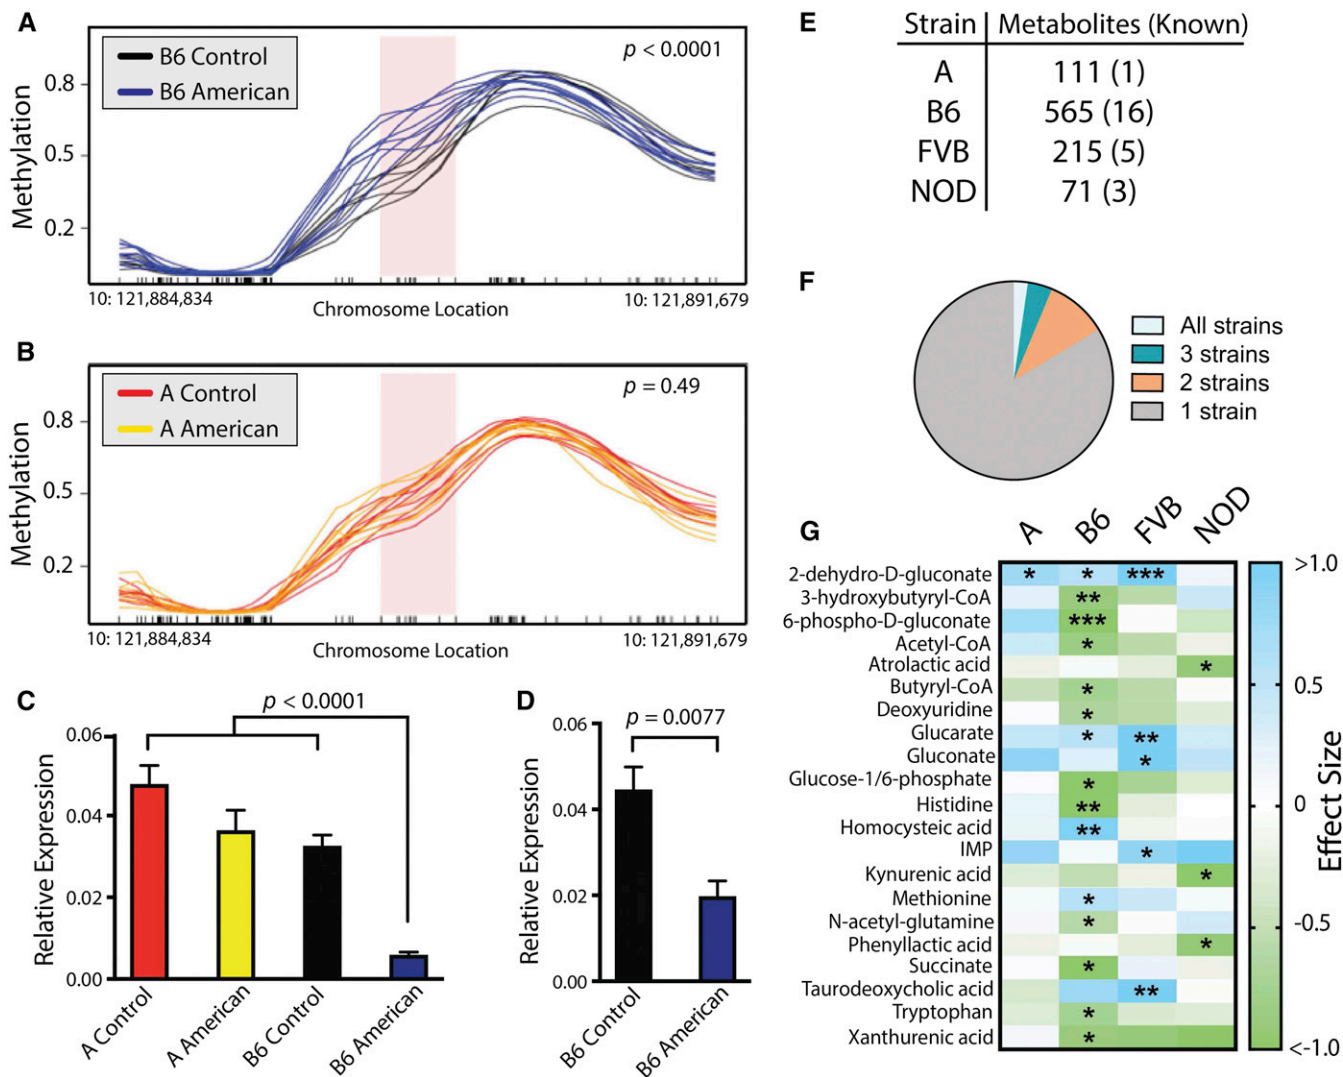 A
B6 Control
B6 American
p < 0.0001
0.8
0.5
0.2
Methylation
10: 121,884,834
Chromosome Location
10: 121,891,679
B
A Control
A American
p = 0.49
0.8
0.5
0.2
Methylation
10: 121,884,834
Chromosome Location
10: 121,891,679
C
p < 0.0001
0.06
0.04
0.02
0.00
Relative Expression
A Control
A American
B6 Control
B6 American
D
p = 0.0077
0.06
0.04
0.02
0.00
Relative Expression
B6 Control
B6 American
E
Strain Metabolites (Known)
A 111 (1)
B6 565 (16)
FVB 215 (5)
NOD 71 (3)
F
All strains
3 strains
2 strains
1 strain
G
A B6 FVB NOD
2-dehydro-D-gluconate * * ***
3-hydroxybutyryl-CoA **
6-phospho-D-gluconate ***
Acetyl-CoA *
Atrolactic acid *
Butyryl-CoA *
Deoxyuridine *
Glucarate * **
Gluconate *
Glucose-1/6-phosphate *
Histidine **
Homocysteic acid **
IMP *
Kynurenic acid *
Methionine *
N-acetyl-glutamine *
Phenyllactic acid *
Succinate *
Taurodeoxycholic acid **
Tryptophan *
Xanthurenic acid *
>1.0
0.5
0
-0.5
<-1.0
Effect Size